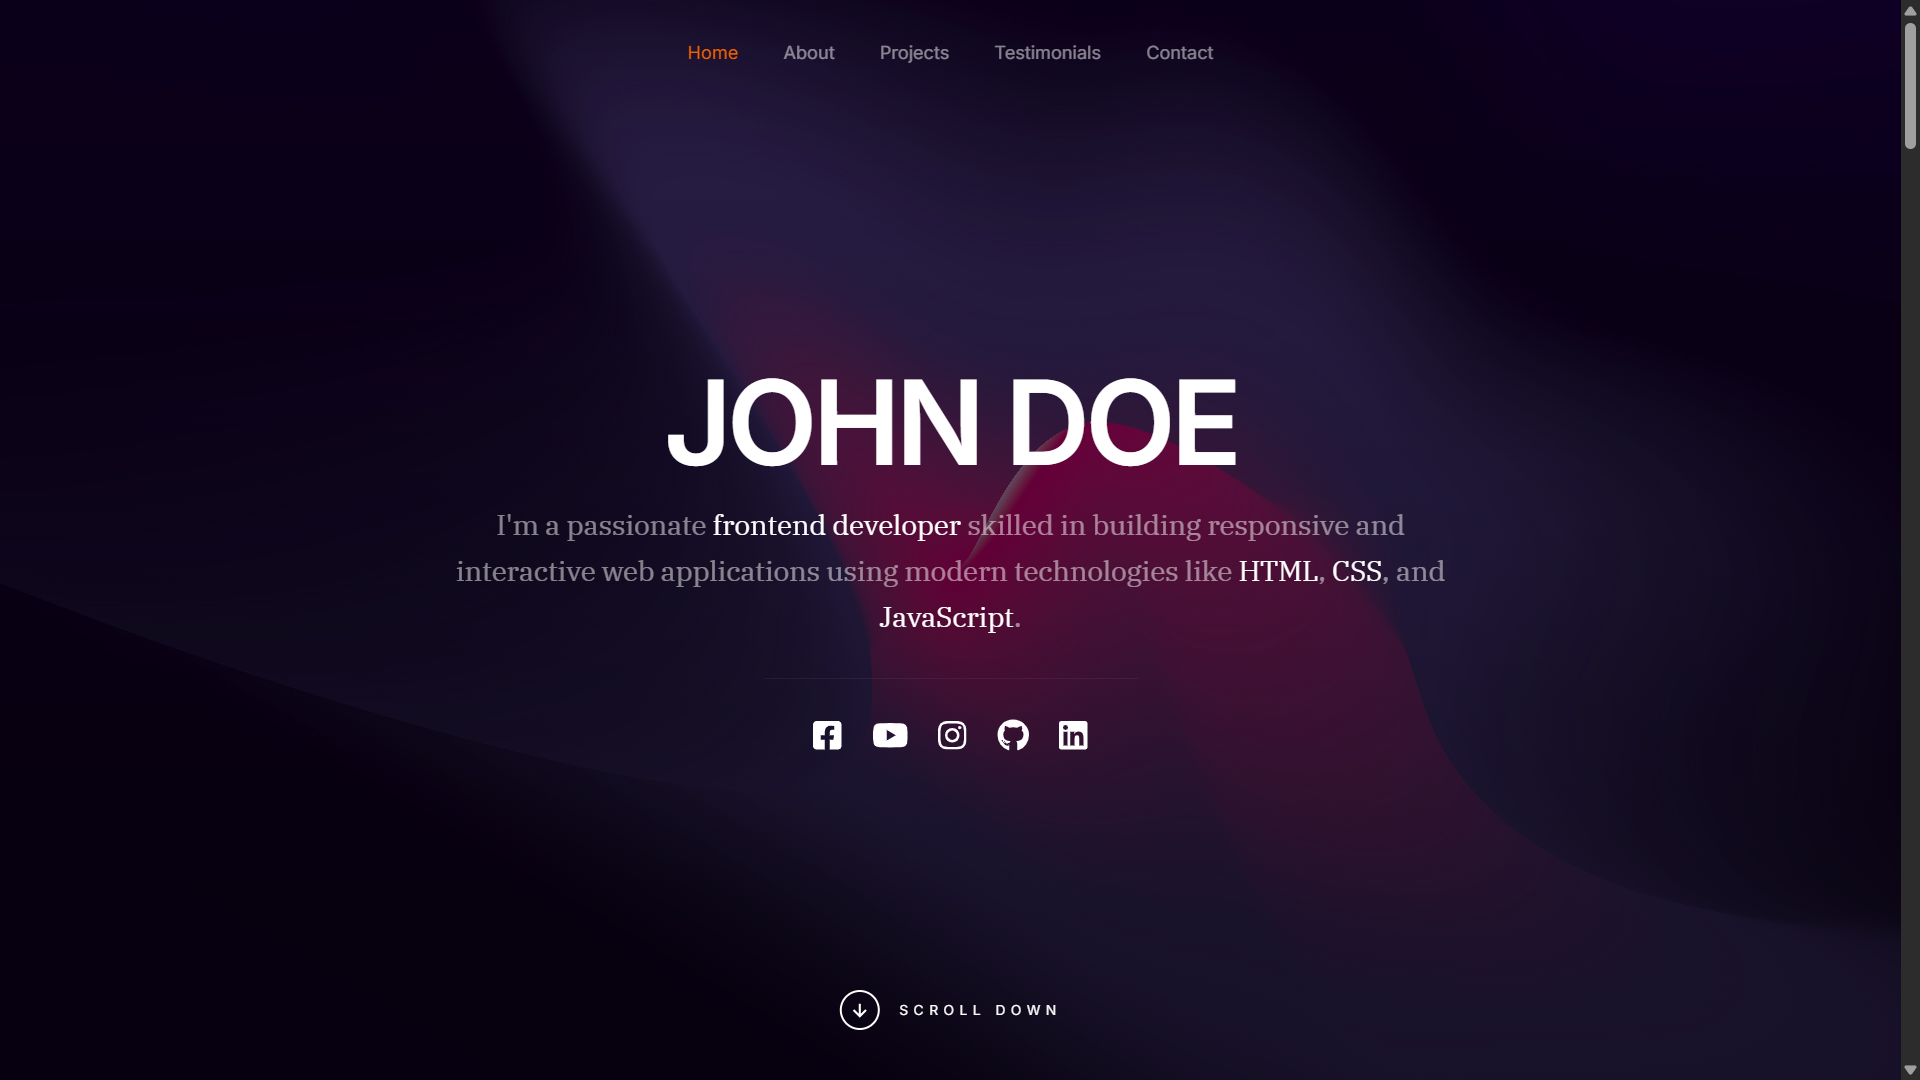 Home About Projects Testimonials Contact
JOHN DOE
I'm a passionate frontend developer skilled in building responsive and
interactive web applications using modern technologies like HTML, CSS, and
JavaScript.
SCROLL DOWN